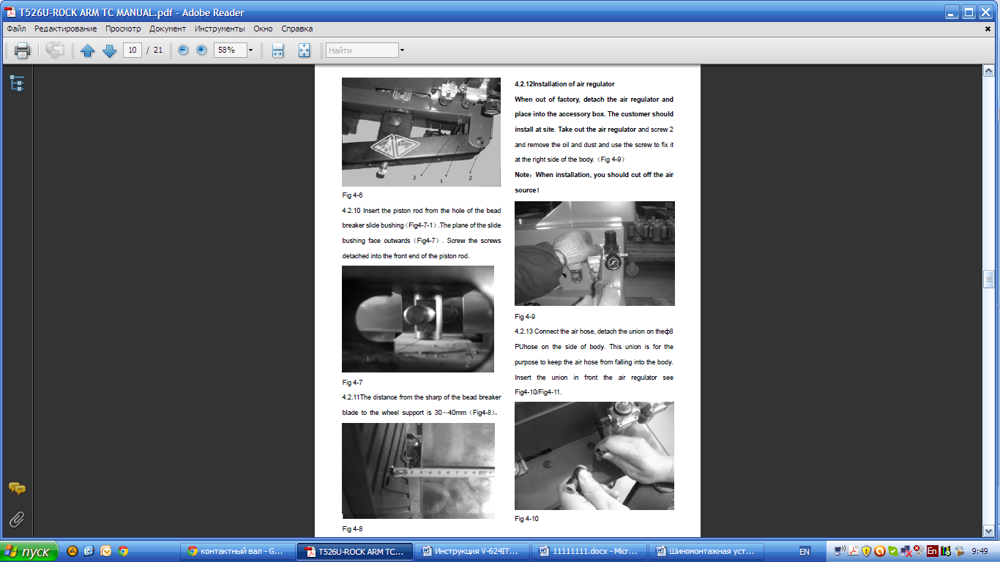 T526U-ROCK ARM TC MANUAL.pdf - Adobe Reader
Файл Редактирование Просмотр Документ Инструменты Окно Справка
10 / 21 58% Найти
3 1 2
Fig 4-6
4.2.10 Insert the piston rod from the hole of the bead
breaker slide bushing（Fig4-7-1）.The plane of the slide
bushing face outwards（Fig4-7）. Screw the screws
detached into the front end of the piston rod.
1 2
Fig 4-7
4.2.11The distance from the sharp of the bead breaker
blade to the wheel support is 30～40mm（Fig4-8）。
Fig 4-8
4.2.12Installation of air regulator
When out of factory, detach the air regulator and
place into the accessory box. The customer should
install at site. Take out the air regulator and screw 2
and remove the oil and dust and use the screw to fix it
at the right side of the body.（Fig 4-9）
Note：When installation, you should cut off the air
source！
Fig 4-9
4.2.13 Connect the air hose, detach the union on theф8
PUhose on the side of body. This union is for the
purpose to keep the air hose from falling into the body.
Insert the union in front the air regulator see
Fig4-10/Fig4-11.
Fig 4-10
пуск контактный вал - G... T526U-ROCK ARM TC... Инструкция V-624IT... 11111111.docx - Micr... Шиномонтажная уст... EN En 9:49